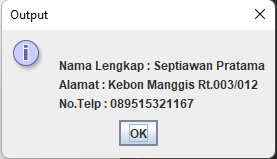 Output
Nama Lengkap : Septiawan Pratama
Alamat : Kebon Manggis Rt.003/012
No.Telp : 089515321167
OK